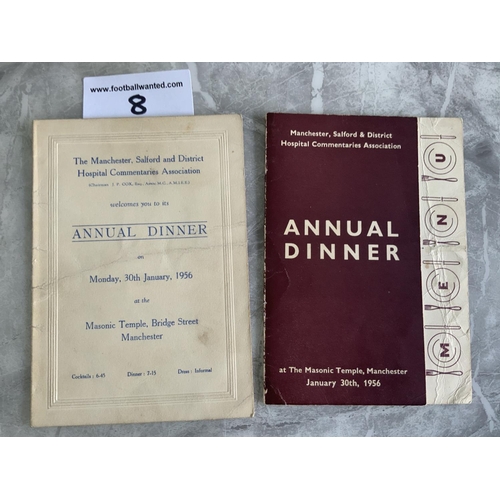 www.footballwanted.com
8
The Manchester, Salford and District
Hospital Commentaries Association
welcomes you to its
ANNUAL DINNER
on
Monday, 30th January, 1956
at the
Masonic Temple, Bridge Street
Manchester
Cocktails : 6-45 Dinner : 7-15 Dress : Informal
Manchester, Salford & District
Hospital Commentaries Association
ANNUAL
DINNER
at The Masonic Temple, Manchester
January 30th, 1956
MENU